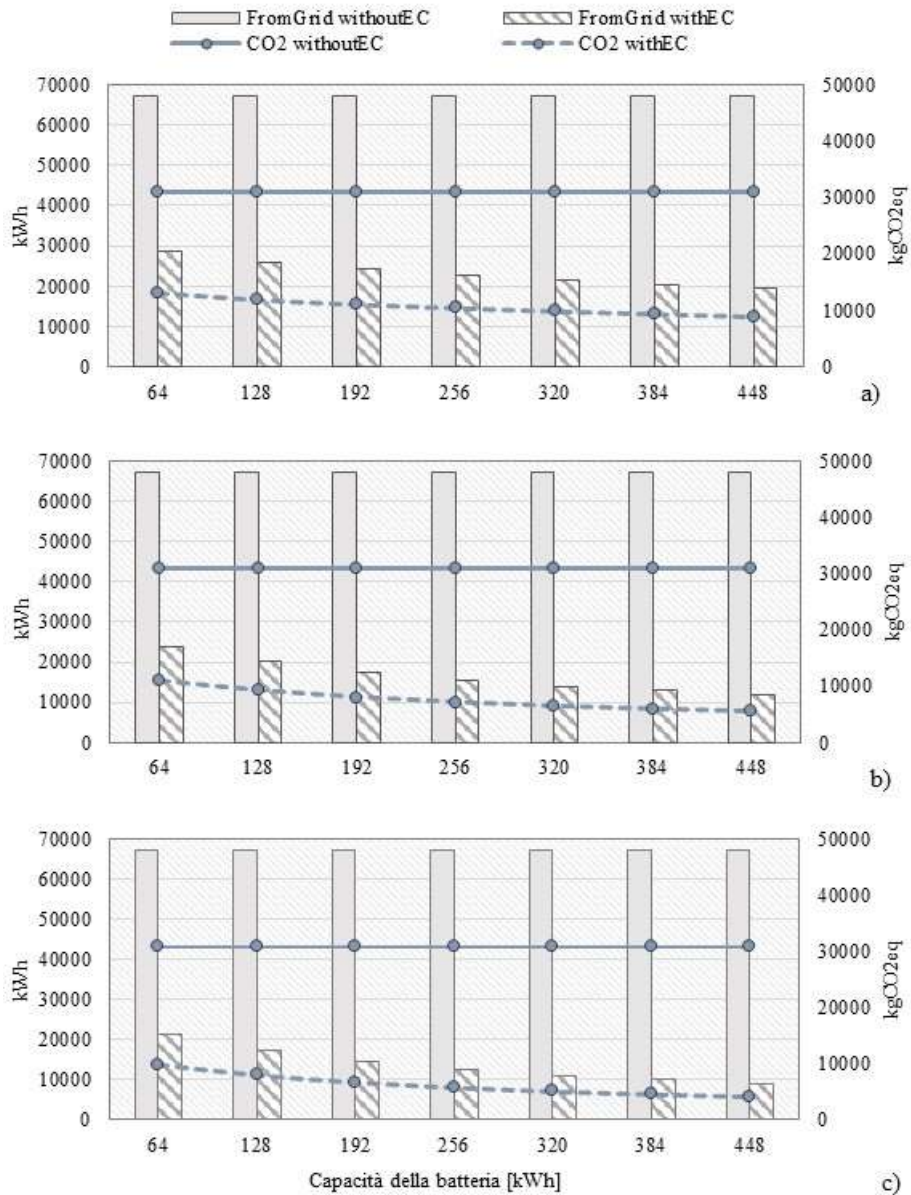 FromGrid withoutEC FromGrid withEC
CO2 withoutEC CO2 withEC
70000 50000
60000
40000
50000
40000 30000
30000
20000
20000
10000
10000
0 0
kWh
kgCO2eq
64 128 192 256 320 384 448
a)
70000 50000
60000
40000
50000
40000 30000
30000
20000
20000
10000
10000
0 0
kWh
kgCO2eq
64 128 192 256 320 384 448
b)
70000 50000
60000
40000
50000
40000 30000
30000
20000
20000
10000
10000
0 0
kWh
kgCO2eq
64 128 192 256 320 384 448
Capacità della batteria [kWh]
c)